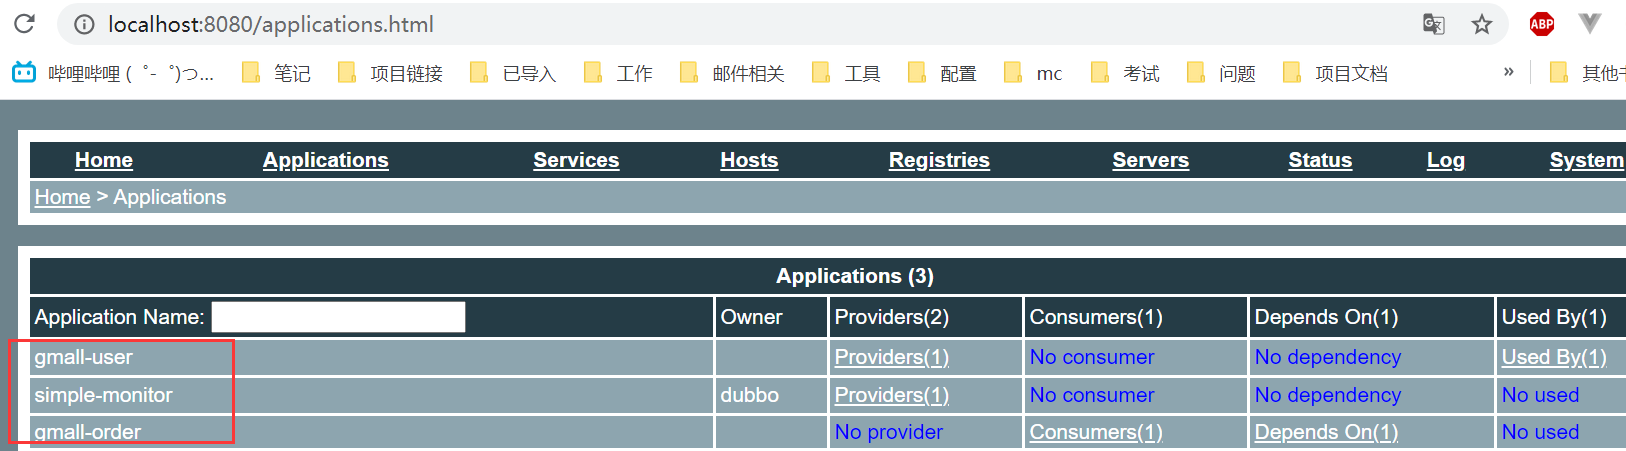 localhost:8080/applications.html
ABP
哔哩哔哩 ( ゜- ゜)つ... 笔记 项目链接 已导入 工作 邮件相关 工具 配置 mc 考试 问题 项目文档 » 其他书
Home Applications Services Hosts Registries Servers Status Log System
Home > Applications
Applications (3)
Application Name: Owner Providers(2) Consumers(1) Depends On(1) Used By(1)
gmall-user Providers(1) No consumer No dependency Used By(1)
simple-monitor dubbo Providers(1) No consumer No dependency No used
gmall-order No provider Consumers(1) Depends On(1) No used